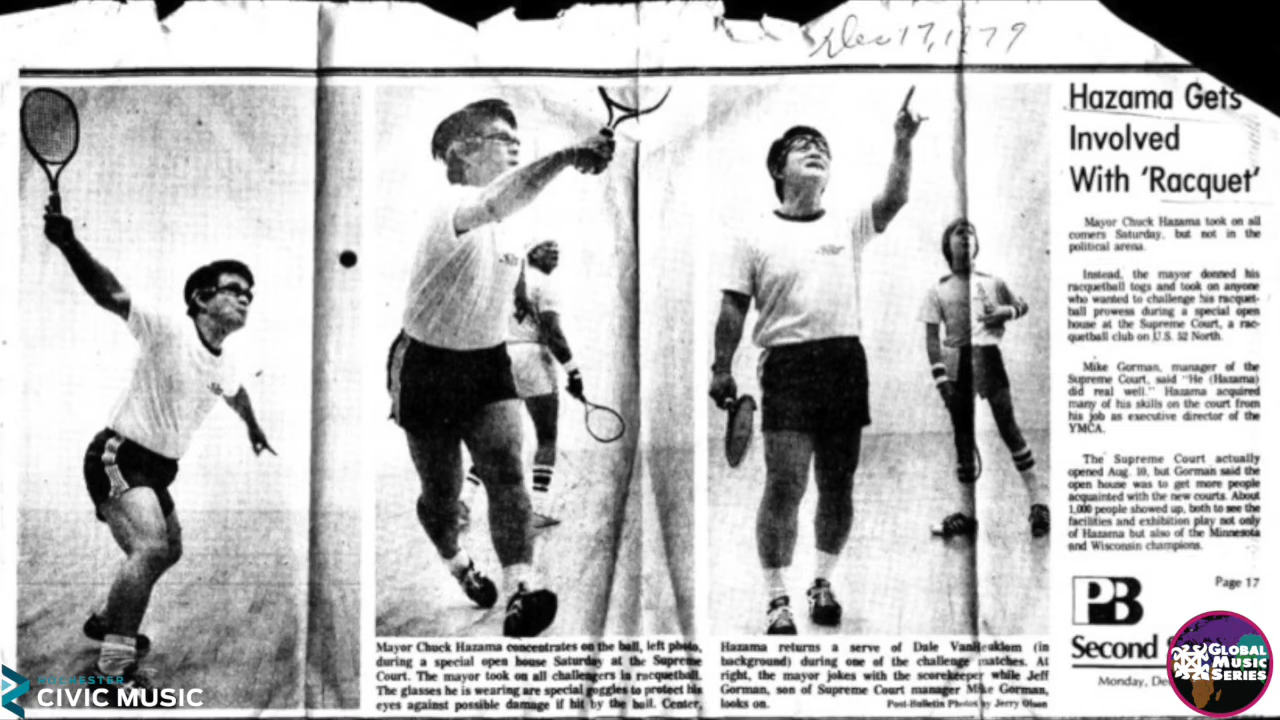 Dec 17, 1979
Hazama Gets
Involved
With 'Racquet'
Mayor Chuck Hazama took on all
comers Saturday, but not in the
political arena.
Instead, the mayor donned his
racquetball togs and took on anyone
who wanted to challenge his racquet-
ball prowess during a special open
house at the Supreme Court, a rac-
quetball club on U.S. 52 North.
Mike Gorman, manager of the
Supreme Court, said "He (Hazama)
did real well." Hazama acquired
many of his skills on the court from
his job as executive director of the
YMCA.
The Supreme Court actually
opened Aug. 10, but Gorman said the
open house was to get more people
acquainted with the new courts. About
1,000 people showed up, both to see the
facilities and exhibition play not only
of Hazama but also of the Minnesota
and Wisconsin champions.
PB
Page 17
Second
Monday,
Mayor Chuck Hazama concentrates on the ball, left photo,
during a special open house Saturday at the Supreme
Court. The mayor took on all challengers in racquetball.
The glasses he is wearing are special goggles to protect his
eyes against possible damage if hit by the ball. Center,
Hazama returns a serve of Dale (in
background) during one of the challenge matches. At
right, the mayor jokes with the scorekeeper while Jeff
Gorman, son of Supreme Court manager Mike Gorman,
looks on.
Post-Bulletin Photos by Jerry Olson
ROCHESTER
CIVIC MUSIC
GLOBAL
MUSIC
SERIES